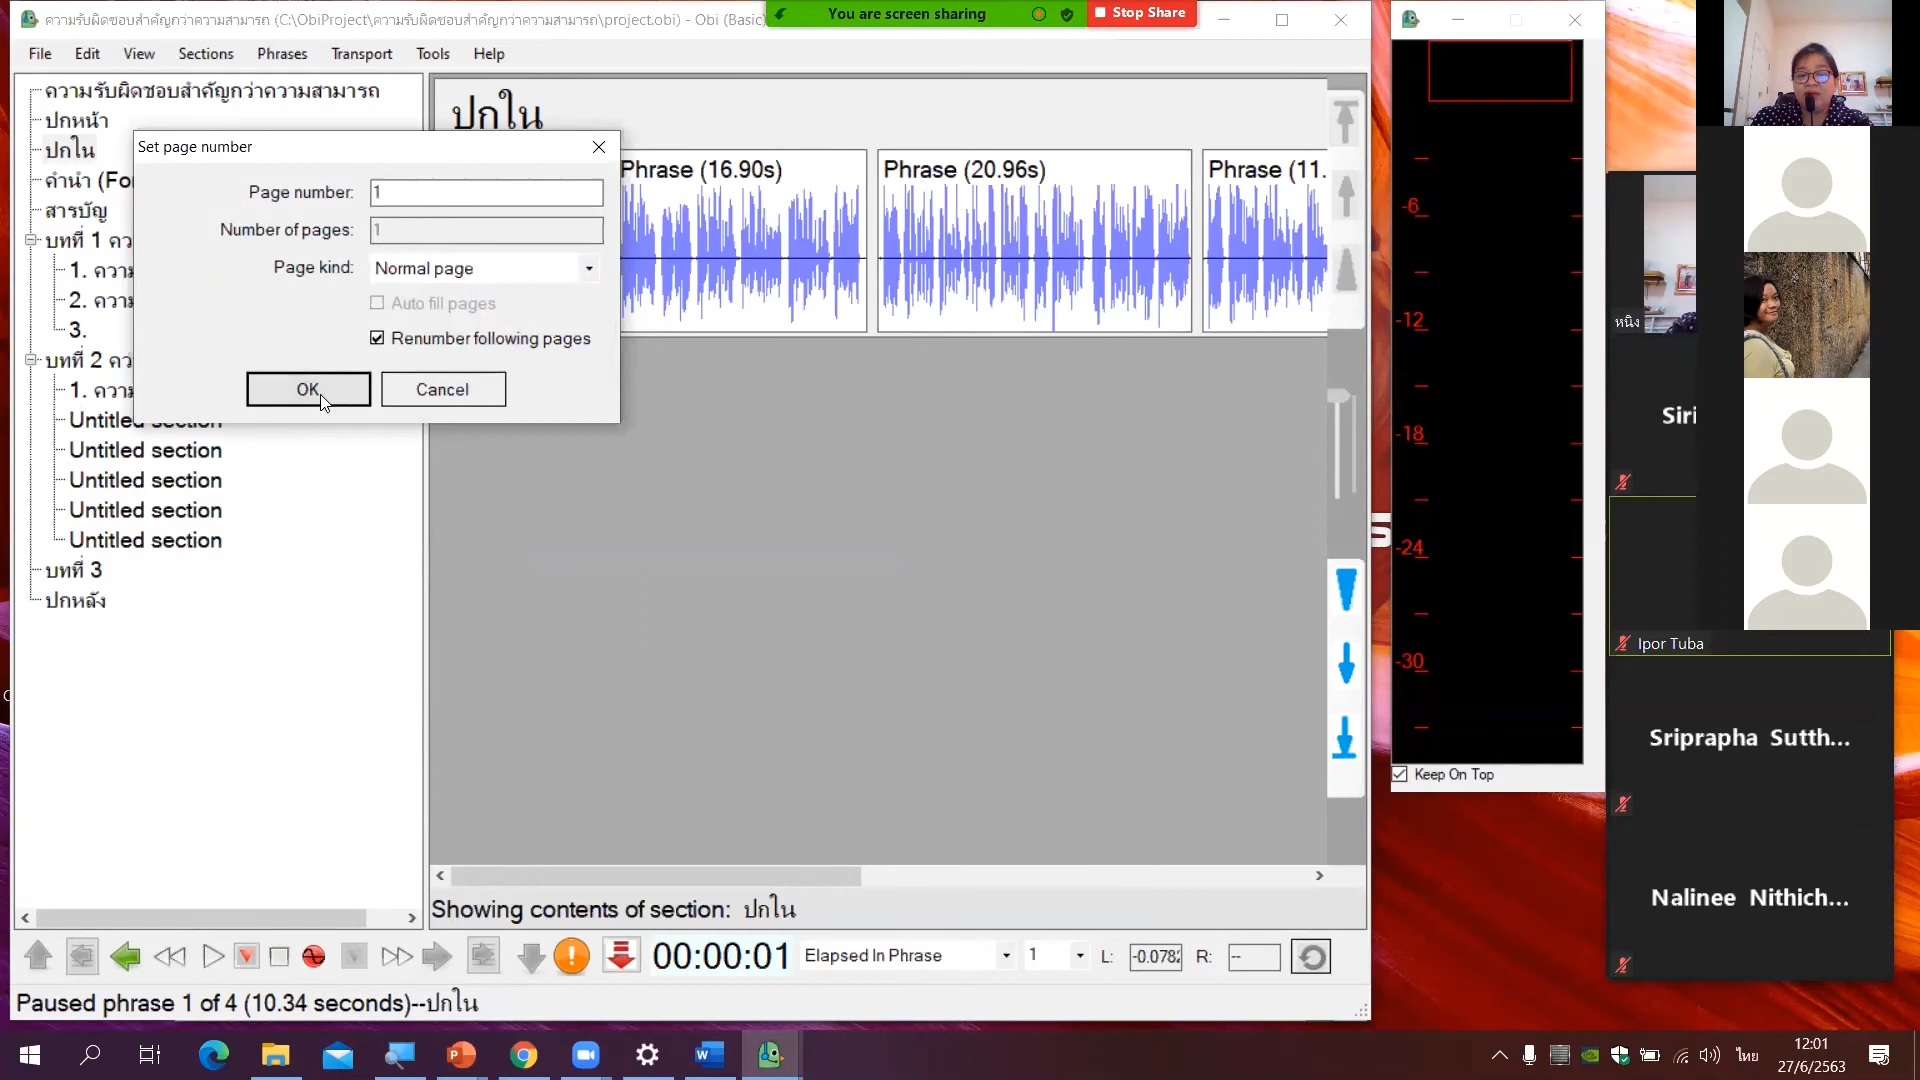 ความรับผิดชอบสำคัญกว่าความสามารถ (C:\ObiProject\ความรับผิดชอบสำคัญกว่าความสามารถ\project.obi) - Obi (Basic)
You are screen sharing
Stop Share
File Edit View Sections Phrases Transport Tools Help
ความรับผิดชอบสำคัญกว่าความสามารถ
ปกหน้า
ปกใน
คำนำ (For
สารบัญ
บทที่ 1 คว
1. ความ
2. ความ
3.
บทที่ 2 คว
1. ความ
Untitled section
Untitled section
Untitled section
Untitled section
Untitled section
บทที่ 3
ปกหลัง
Set page number
Page number: 1
Number of pages: 1
Page kind: Normal page
Auto fill pages
Renumber following pages
OK Cancel
ปกใน
Phrase (16.90s)
Phrase (20.96s)
Phrase (11.
Showing contents of section: ปกใน
00:00:01
Elapsed In Phrase
1
L: -0.078
R: --
Paused phrase 1 of 4 (10.34 seconds)--ปกใน
-6
-12
-18
-24
-30
Keep On Top
หนิง
Siri
Ipor Tuba
Sriprapha Sutth...
Nalinee Nithich...
ไทย
12:01
27/6/2563